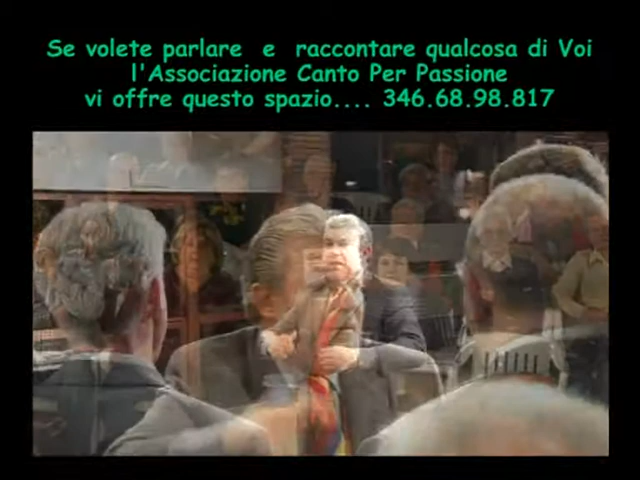 Se volete parlare e raccontare qualcosa di Voi
l'Associazione Canto Per Passione
vi offre questo spazio.... 346.68.98.817